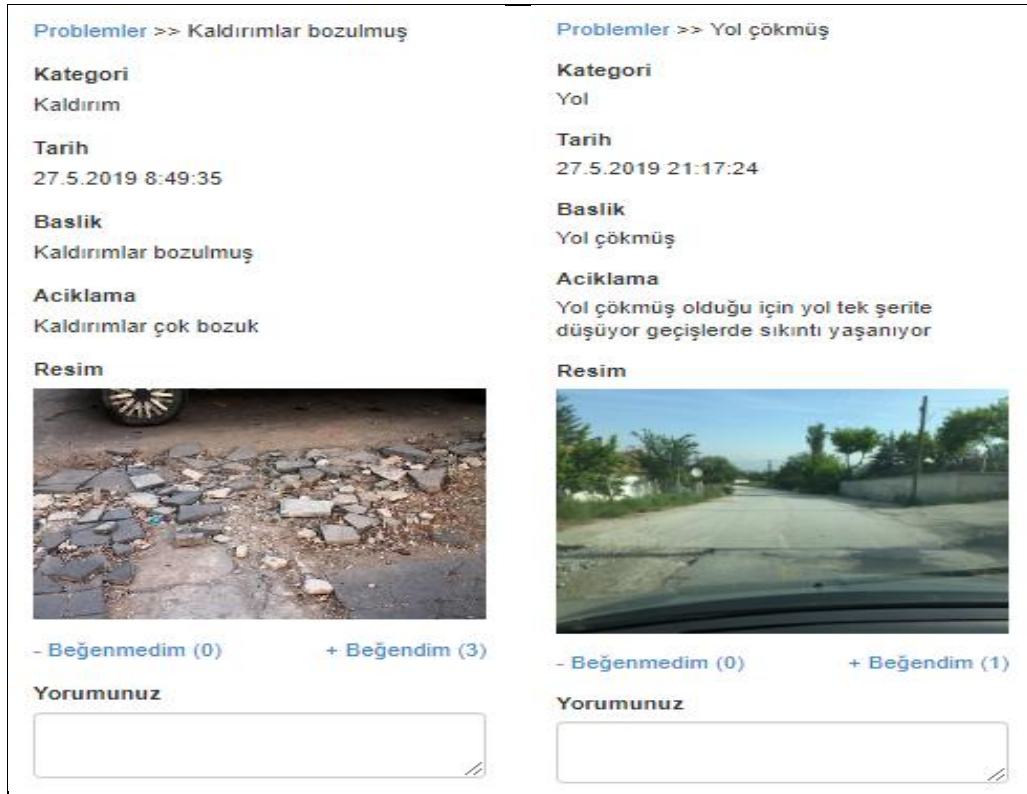 Problemler >> Kaldırımlar bozulmuş
Kategori
Kaldırım
Tarih
27.5.2019 8:49:35
Baslik
Kaldırımlar bozulmuş
Aciklama
Kaldırımlar çok bozuk
Resim
- Beğenmedim (0)
+ Beğendim (3)
Yorumunuz
Problemler >> Yol çökmüş
Kategori
Yol
Tarih
27.5.2019 21:17:24
Baslik
Yol çökmüş
Aciklama
Yol çökmüş olduğu için yol tek şerite
düşüyor geçişlerde sıkıntı yaşanıyor
Resim
- Beğenmedim (0)
+ Beğendim (1)
Yorumunuz